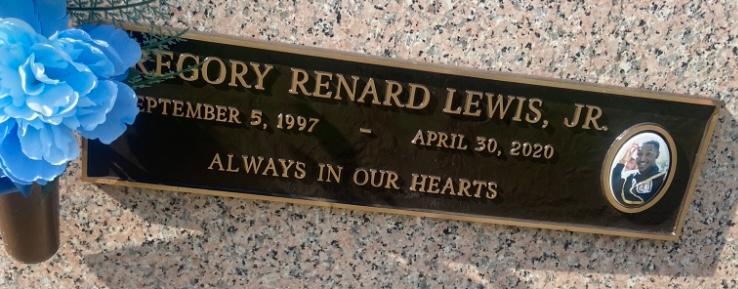 REGORY RENARD LEWIS, JR.
EPTEMBER 5, 1997 – APRIL 30, 2020
ALWAYS IN OUR HEARTS